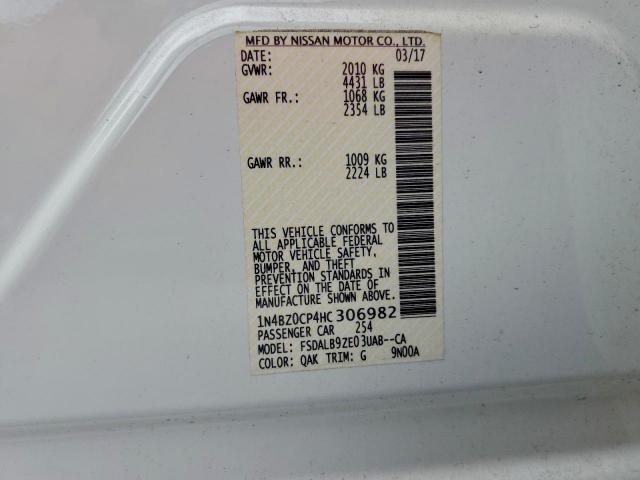 MFD BY NISSAN MOTOR CO., LTD.
DATE: 03/17
GVWR: 2010 KG
4431 LB
GAWR FR.: 1068 KG
2354 LB
GAWR RR.: 1009 KG
2224 LB
THIS VEHICLE CONFORMS TO
ALL APPLICABLE FEDERAL
MOTOR VEHICLE SAFETY,
BUMPER, AND THEFT
PREVENTION STANDARDS IN
EFFECT ON THE DATE OF
MANUFACTURE SHOWN ABOVE.
1N4BZ0CP4HC306982
PASSENGER CAR 254
MODEL: FSDALB9ZE03UAB--CA
COLOR: QAK TRIM: G 9N00A